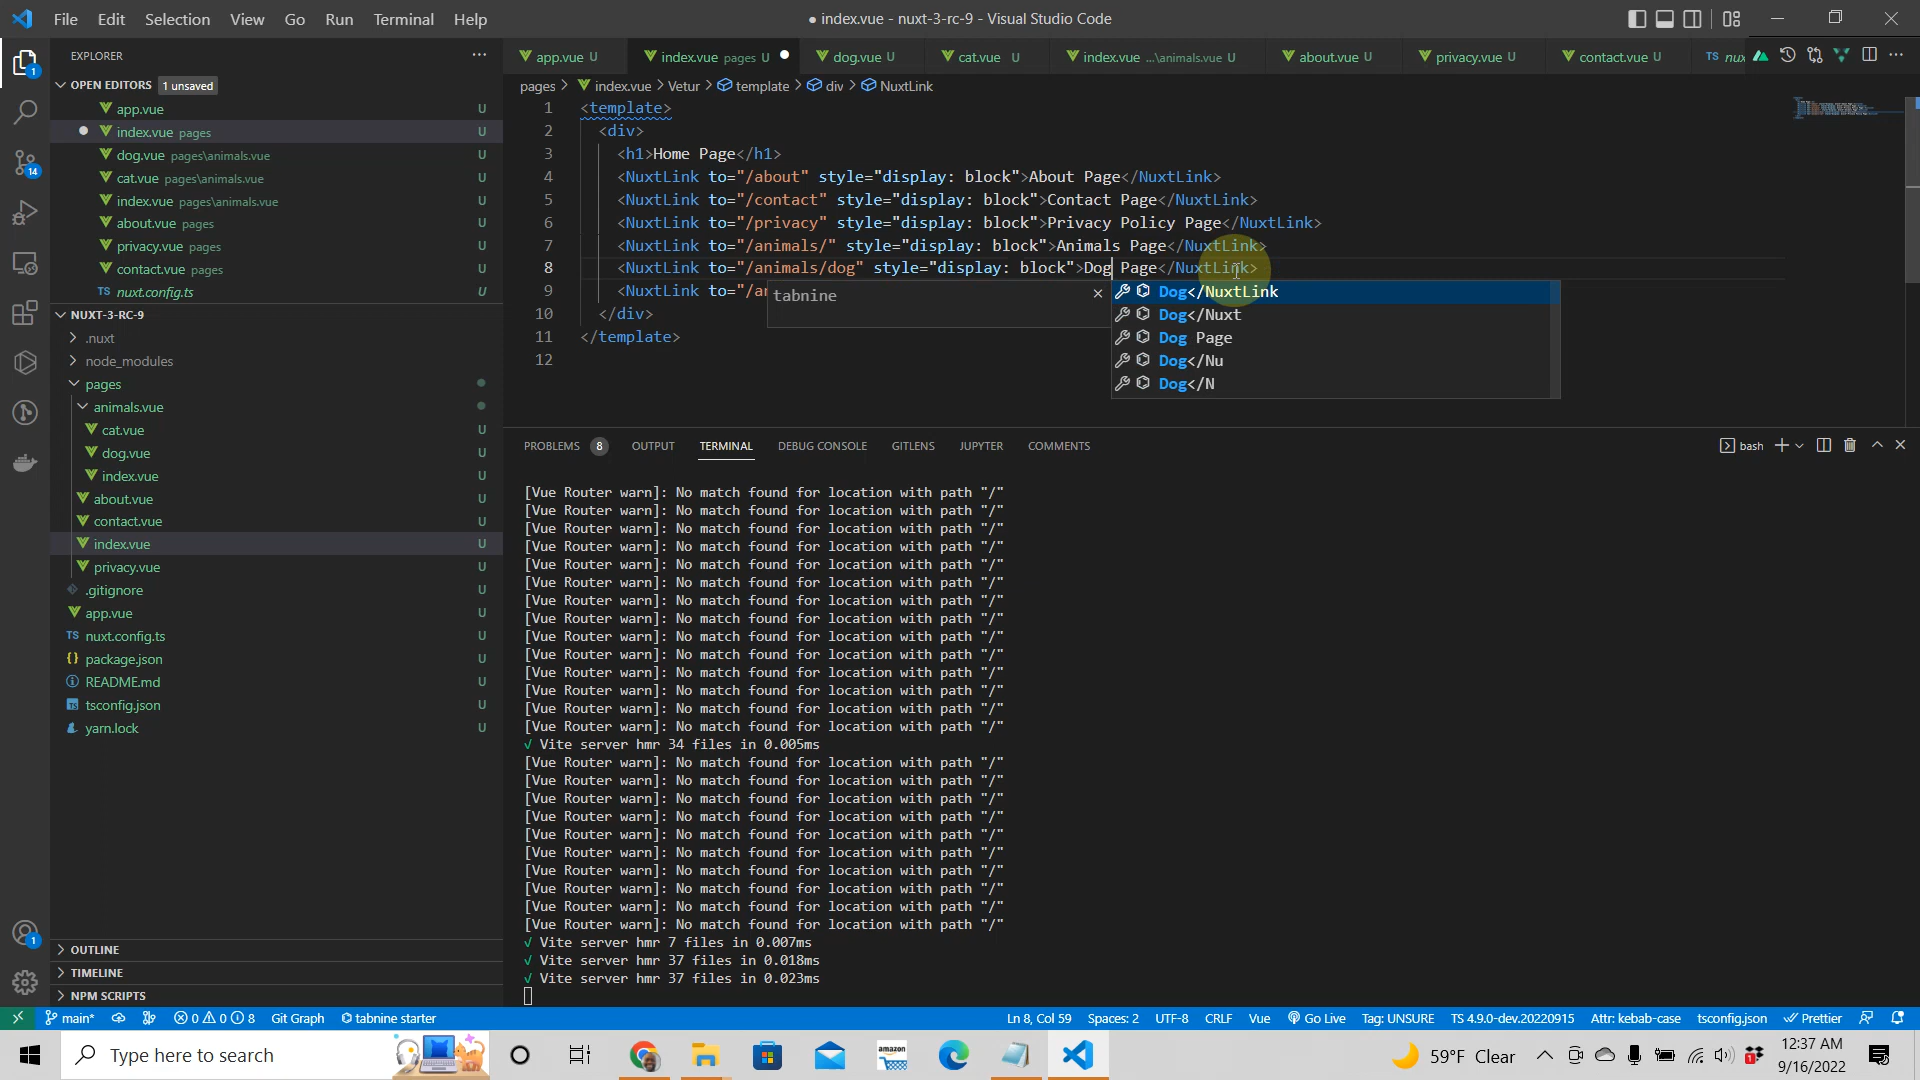 File Edit Selection View Go Run Terminal Help
● index.vue - nuxt-3-rc-9 - Visual Studio Code
EXPLORER
OPEN EDITORS 1 unsaved
app.vue U
index.vue pages U
dog.vue pages\animals.vue U
cat.vue pages\animals.vue U
index.vue pages\animals.vue U
about.vue pages U
privacy.vue pages U
contact.vue pages U
nuxt.config.ts U
NUXT-3-RC-9
.nuxt
node_modules
pages
animals.vue
cat.vue U
dog.vue U
index.vue U
about.vue U
contact.vue U
index.vue U
privacy.vue U
.gitignore U
app.vue U
TS nuxt.config.ts U
{} package.json U
README.md U
tsconfig.json U
yarn.lock U
OUTLINE
TIMELINE
NPM SCRIPTS
1
14
1
app.vue U index.vue pages U dog.vue U cat.vue U index.vue ...\animals.vue U about.vue U privacy.vue U contact.vue U TS nux
pages > index.vue > Vetur > template > div > NuxtLink
1 <template>
2 <div>
3 <h1>Home Page</h1>
4 <NuxtLink to="/about" style="display: block">About Page</NuxtLink>
5 <NuxtLink to="/contact" style="display: block">Contact Page</NuxtLink>
6 <NuxtLink to="/privacy" style="display: block">Privacy Policy Page</NuxtLink>
7 <NuxtLink to="/animals/" style="display: block">Animals Page</NuxtLink>
8 <NuxtLink to="/animals/dog" style="display: block">Dog Page</NuxtLink>
9 <NuxtLink to="/an
10 </div>
11 </template>
12
tabnine
Dog</NuxtLink
Dog</Nuxt
Dog Page
Dog</Nu
Dog</N
PROBLEMS 8 OUTPUT TERMINAL DEBUG CONSOLE GITLENS JUPYTER COMMENTS
bash
[Vue Router warn]: No match found for location with path "/"
[Vue Router warn]: No match found for location with path "/"
[Vue Router warn]: No match found for location with path "/"
[Vue Router warn]: No match found for location with path "/"
[Vue Router warn]: No match found for location with path "/"
[Vue Router warn]: No match found for location with path "/"
[Vue Router warn]: No match found for location with path "/"
[Vue Router warn]: No match found for location with path "/"
[Vue Router warn]: No match found for location with path "/"
[Vue Router warn]: No match found for location with path "/"
[Vue Router warn]: No match found for location with path "/"
[Vue Router warn]: No match found for location with path "/"
[Vue Router warn]: No match found for location with path "/"
[Vue Router warn]: No match found for location with path "/"
√ Vite server hmr 34 files in 0.005ms
[Vue Router warn]: No match found for location with path "/"
[Vue Router warn]: No match found for location with path "/"
[Vue Router warn]: No match found for location with path "/"
[Vue Router warn]: No match found for location with path "/"
[Vue Router warn]: No match found for location with path "/"
[Vue Router warn]: No match found for location with path "/"
[Vue Router warn]: No match found for location with path "/"
[Vue Router warn]: No match found for location with path "/"
[Vue Router warn]: No match found for location with path "/"
[Vue Router warn]: No match found for location with path "/"
√ Vite server hmr 7 files in 0.007ms
√ Vite server hmr 37 files in 0.018ms
√ Vite server hmr 37 files in 0.023ms
main* 0 0 8 Git Graph tabnine starter
Ln 8, Col 59 Spaces: 2 UTF-8 CRLF Vue Go Live Tag: UNSURE TS 4.9.0-dev.20220915 Attr: kebab-case tsconfig.json Prettier
Type here to search
amazon
59°F Clear
12:37 AM
9/16/2022